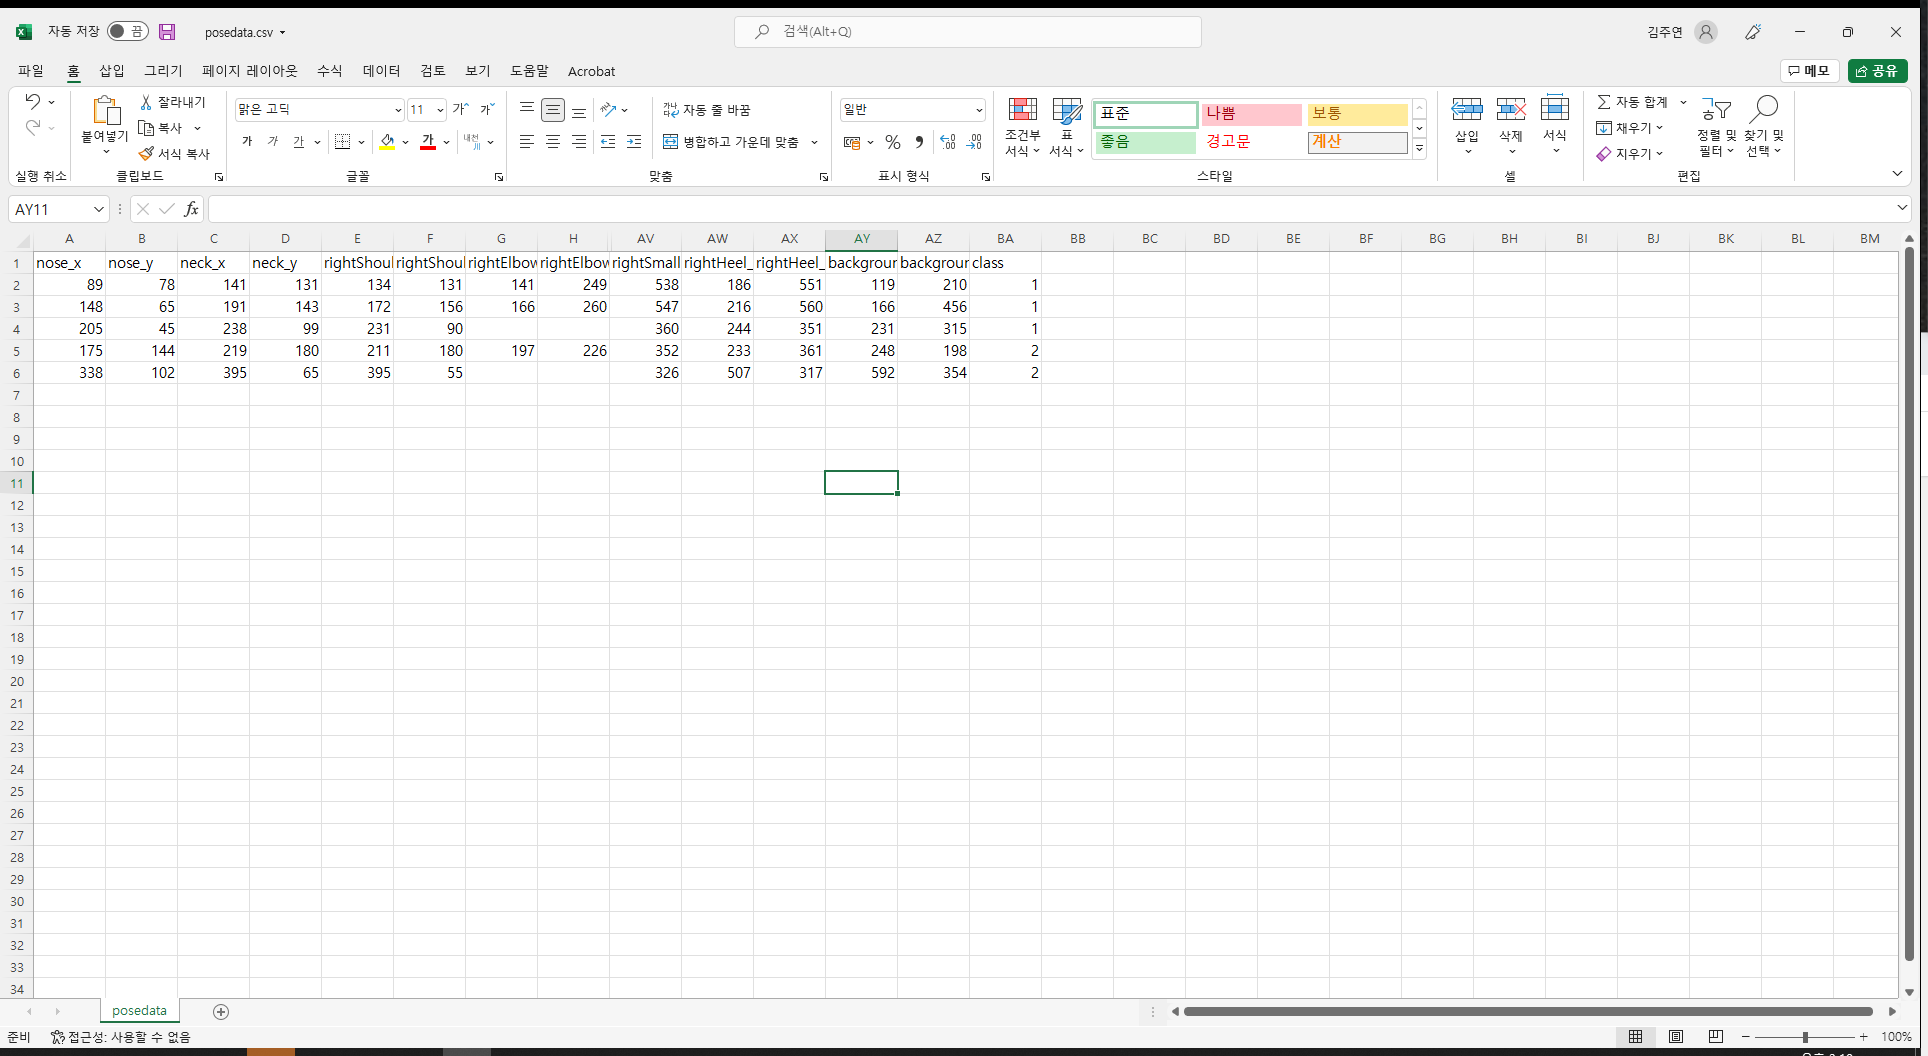 자동 저장 끔 posedata.csv 검색(Alt+Q) 김주연
파일 홈 삽입 그리기 페이지 레이아웃 수식 데이터 검토 보기 도움말 Acrobat 메모 공유
붙여넣기 잘라내기 복사 서식 복사
맑은 고딕 11 가 가
가 가 가 가 내천
자동 줄 바꿈
병합하고 가운데 맞춤
일반
% 9
조건부 서식 표 서식
표준 나쁨 보통
좋음 경고문 계산
삽입 삭제 서식
자동 합계
채우기
지우기
정렬 및 필터 찾기 및 선택
실행 취소 클립보드 글꼴 맞춤 표시 형식 스타일 셀 편집
AY11 fx
A B C D E F G H AV AW AX AY AZ BA BB BC BD BE BF BG BH BI BJ BK BL BM
1 nose_x nose_y neck_x neck_y rightShoul rightShoul rightElbow rightElbow rightSmall rightHeel_ rightHeel_ backgroun backgroun class
2 89 78 141 131 134 131 141 249 538 186 551 119 210 1
3 148 65 191 143 172 156 166 260 547 216 560 166 456 1
4 205 45 238 99 231 90 360 244 351 231 315 1
5 175 144 219 180 211 180 197 226 352 233 361 248 198 2
6 338 102 395 65 395 55 326 507 317 592 354 2
7
8
9
10
11
12
13
14
15
16
17
18
19
20
21
22
23
24
25
26
27
28
29
30
31
32
33
34
posedata
준비 접근성: 사용할 수 없음 100%